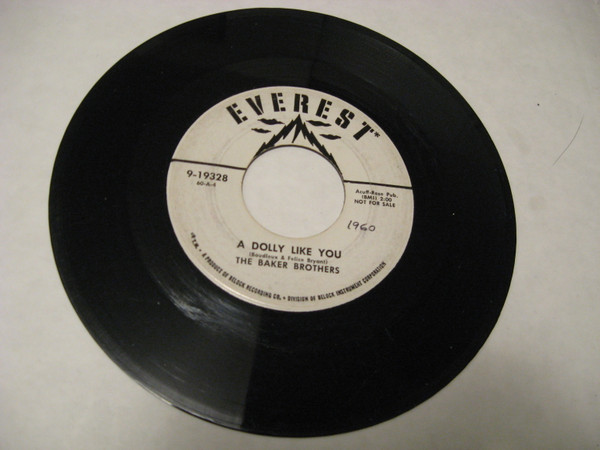 EVEREST
9-19328
60-A-4
Acuff-Rose Pub.
(BMI) 2:00
NOT FOR SALE
1960
A DOLLY LIKE YOU
(Boudleux & Felice Bryant)
THE BAKER BROTHERS
A PRODUCT OF BELOCK RECORDING CO. • DIVISION OF BELOCK INSTRUMENT CORPORATION